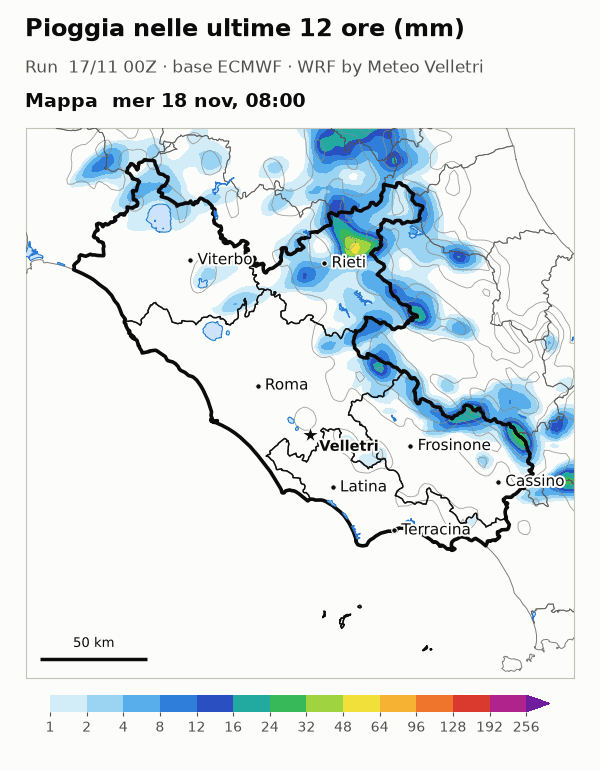 Pioggia nelle ultime 12 ore (mm)
Run  17/11 00Z · base ECMWF · WRF by Meteo Velletri
Mappa  mer 18 nov, 08:00
Viterbo
Rieti
Roma
Velletri
Frosinone
Latina
Cassino
Terracina
50 km
1 2 4 8 12 16 24 32 48 64 96 128 192 256